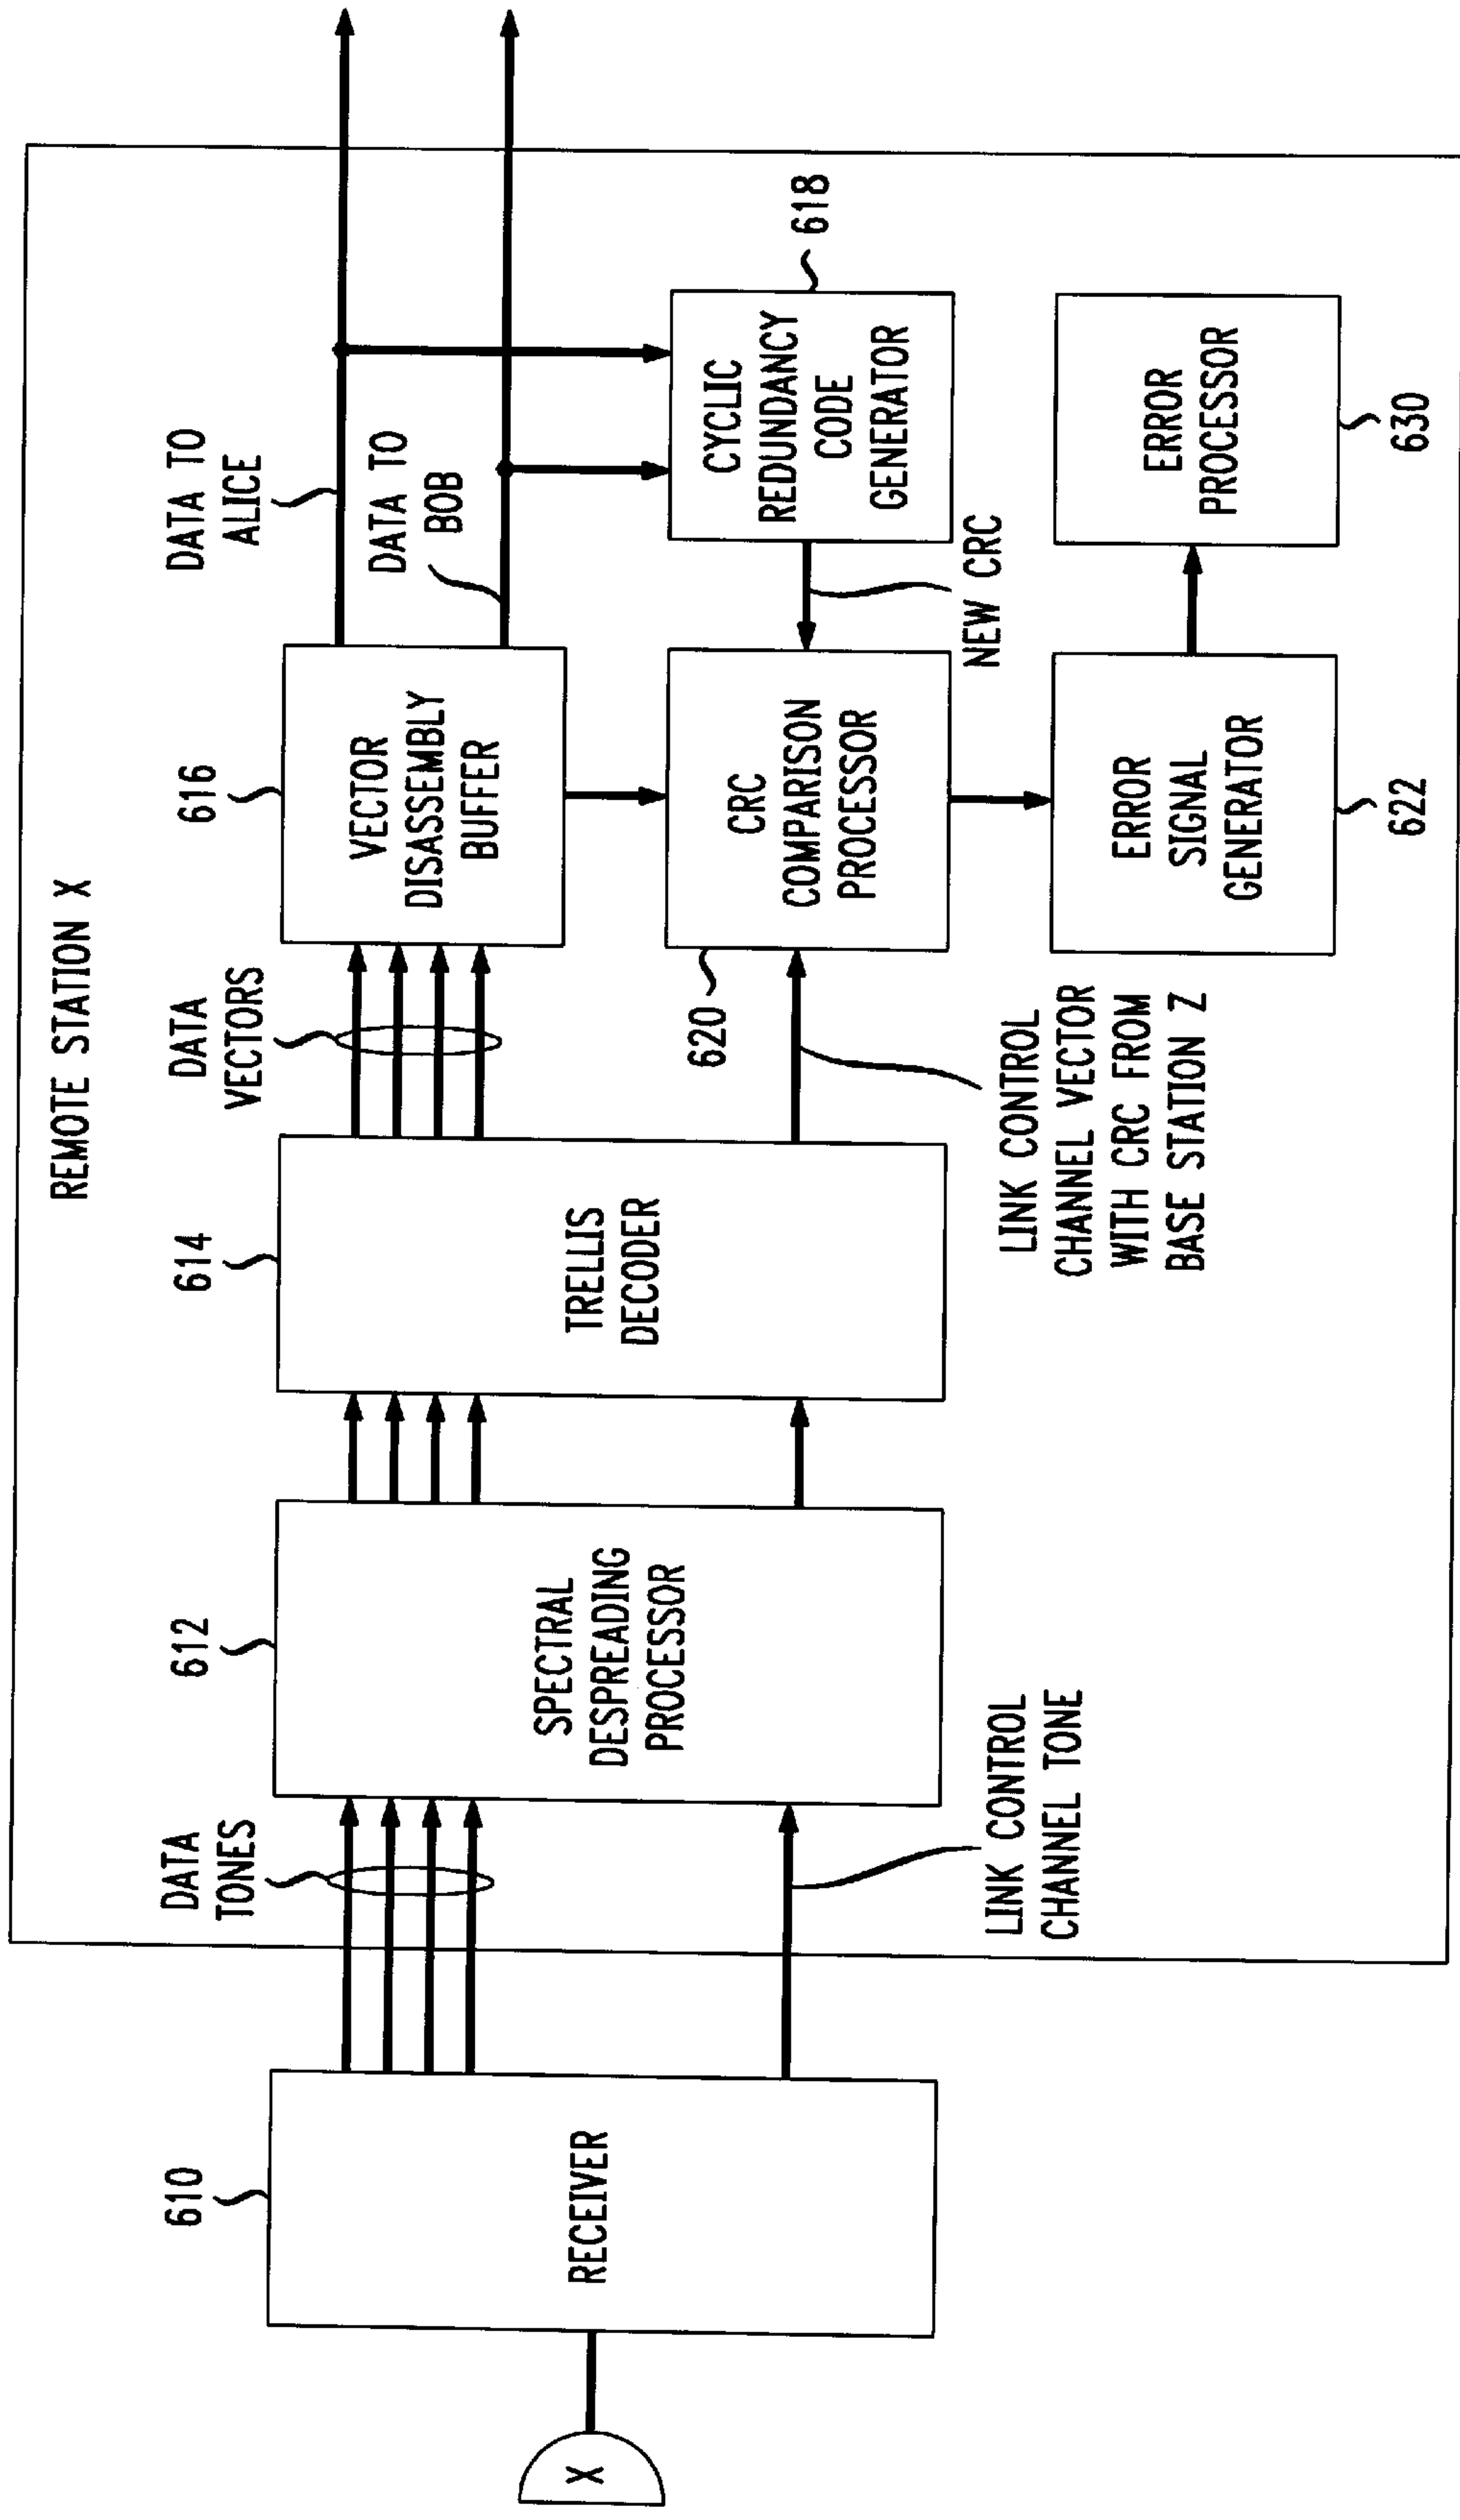 REMOTE STATION X
610
RECEIVER
X
DATA
TONES
LINK CONTROL
CHANNEL TONE
612
SPECTRAL
DESPREADING
PROCESSOR
614
TRELLIS
DECODER
DATA
VECTORS
LINK CONTROL
CHANNEL VECTOR
WITH CRC FROM
BASE STATION Z
616
VECTOR
DISASSEMBLY
BUFFER
DATA TO
ALICE
DATA TO
BOB
620
CRC
COMPARISON
PROCESSOR
NEW CRC
CYCLIC
REDUNDANCY
CODE
GENERATOR
618
ERROR
SIGNAL
GENERATOR
622
ERROR
PROCESSOR
630